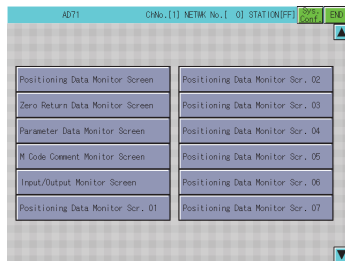 AD71 ChNo.[1] NETWK No.[ 0] STATION[FF] Sys. Conf. END
Positioning Data Monitor Screen
Zero Return Data Monitor Screen
Parameter Data Monitor Screen
M Code Comment Monitor Screen
Input/Output Monitor Screen
Positioning Data Monitor Scr. 01
Positioning Data Monitor Scr. 02
Positioning Data Monitor Scr. 03
Positioning Data Monitor Scr. 04
Positioning Data Monitor Scr. 05
Positioning Data Monitor Scr. 06
Positioning Data Monitor Scr. 07